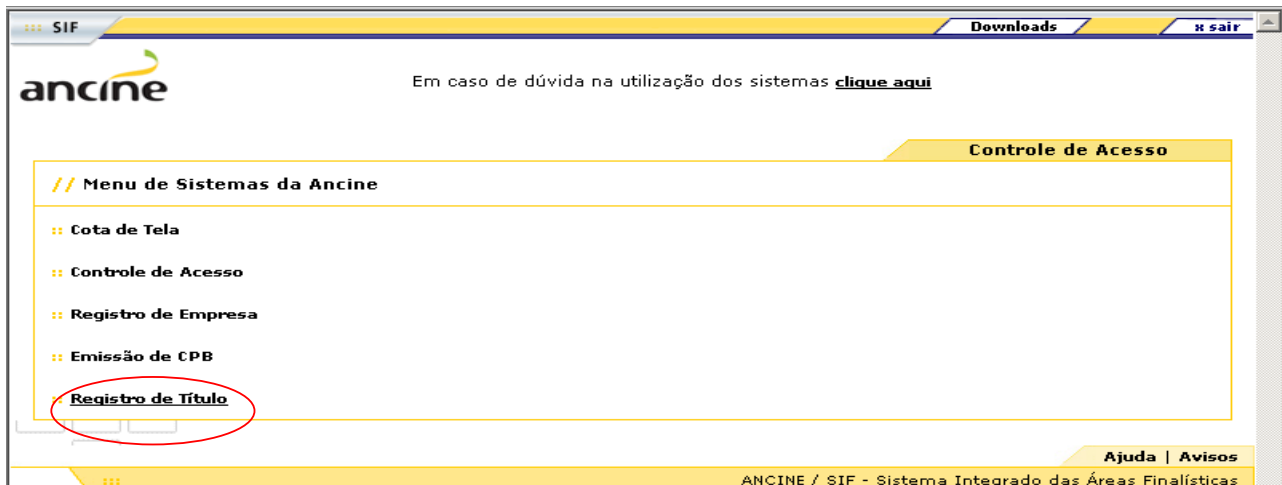 ::: SIF
Downloads
x sair
ancine
Em caso de dúvida na utilização dos sistemas clique aqui
Controle de Acesso
// Menu de Sistemas da Ancine
:: Cota de Tela
:: Controle de Acesso
:: Registro de Empresa
:: Emissão de CPB
:: Registro de Título
Ajuda | Avisos
::: ANCINE / SIF - Sistema Integrado das Áreas Finalísticas